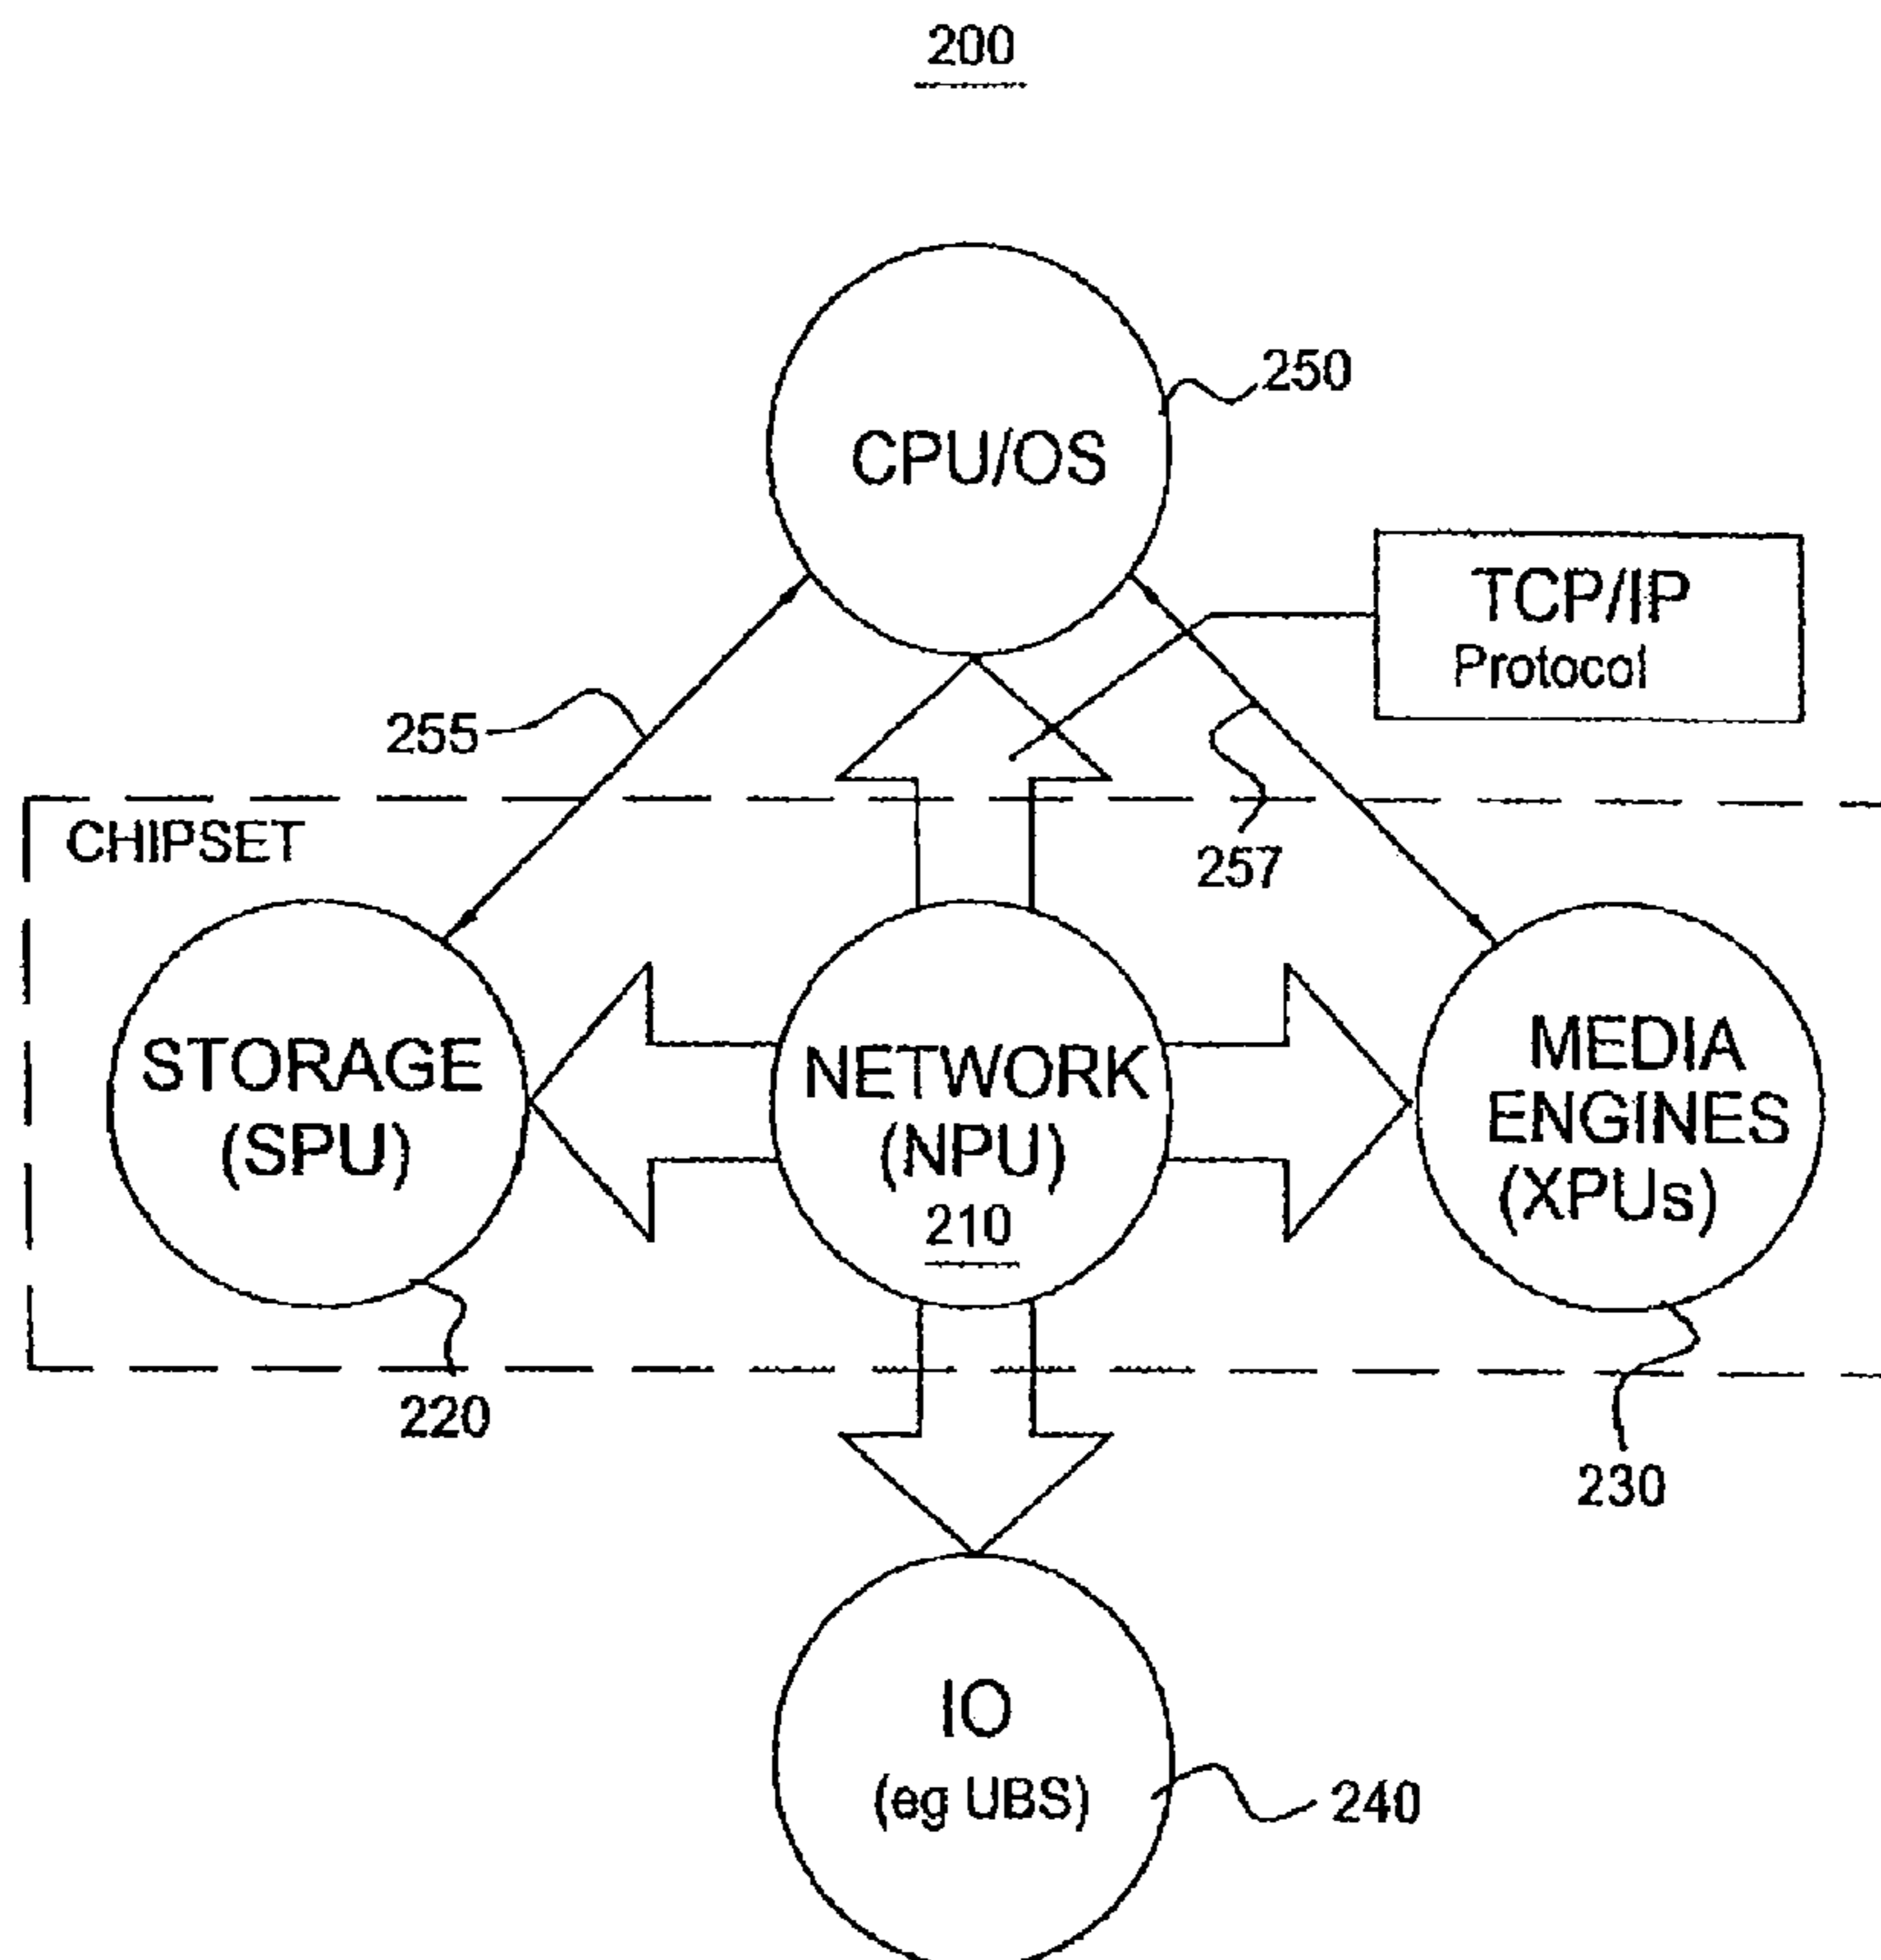 200
250
CPU/OS
TCP/IP
Protocol
255
CHIPSET
257
STORAGE
(SPU)
NETWORK
(NPU)
210
MEDIA
ENGINES
(XPUs)
220
230
IO
(eg UBS)
240